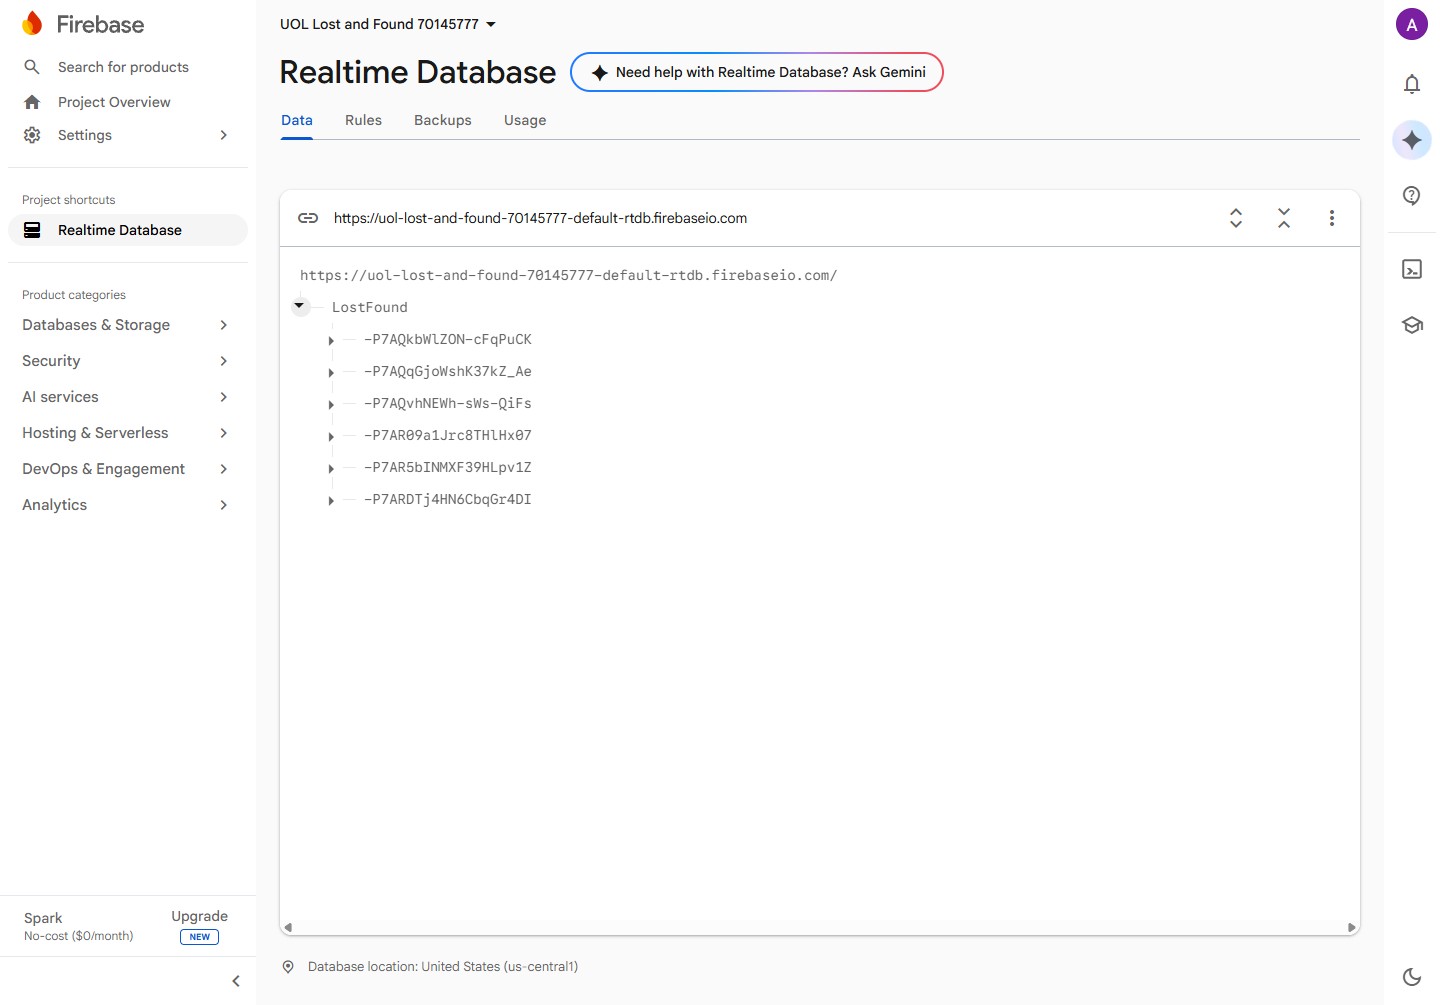 Firebase
Search for products
Project Overview
Settings
Project shortcuts
Realtime Database
Product categories
Databases & Storage
Security
AI services
Hosting & Serverless
DevOps & Engagement
Analytics
Spark
No-cost ($0/month)
Upgrade
NEW
UOL Lost and Found 70145777
Realtime Database
Need help with Realtime Database? Ask Gemini
Data Rules Backups Usage
https://uol-lost-and-found-70145777-default-rtdb.firebaseio.com
https://uol-lost-and-found-70145777-default-rtdb.firebaseio.com/
LostFound
-P7AQkbWlZON-cFqPuCK
-P7AQqGjoWshK37kZ_Ae
-P7AQvhNEWh-sWs-QiFs
-P7AR09a1Jrc8THlHx07
-P7AR5bINMXF39HLpv1Z
-P7ARDTj4HN6CbqGr4DI
Database location: United States (us-central1)
A